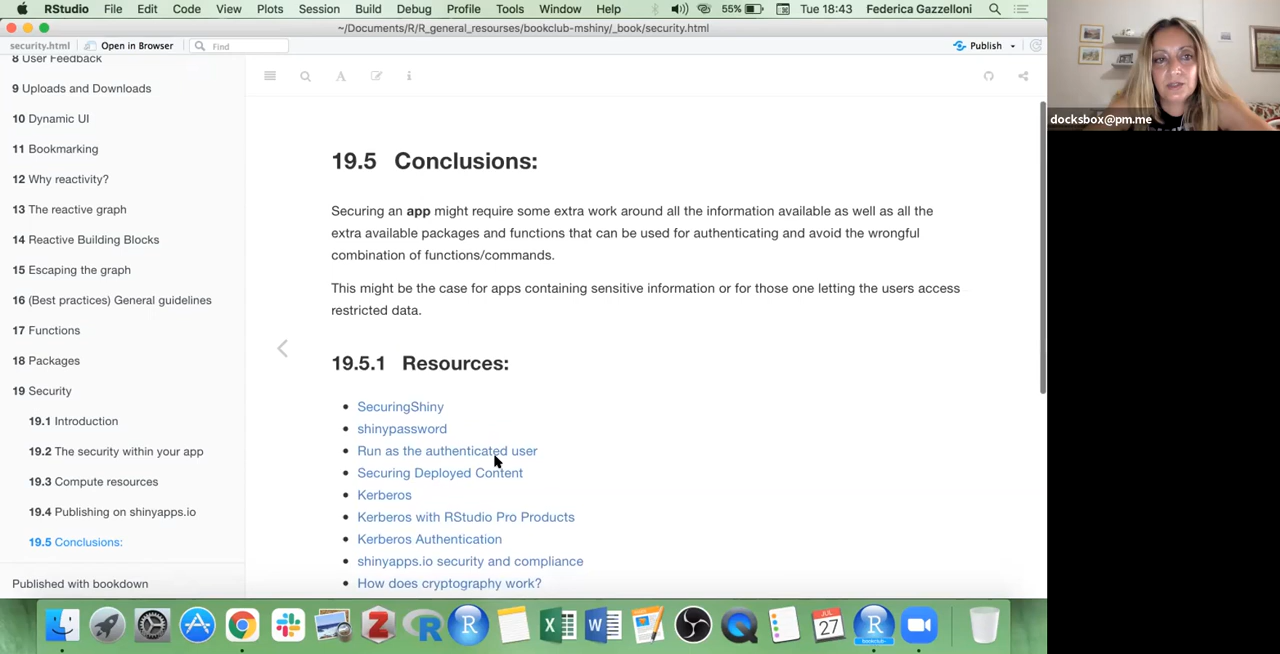 RStudio File Edit Code View Plots Session Build Debug Profile Tools Window Help 55% Tue 18:43 Federica Gazzelloni
~/Documents/R/R_general_resourses/bookclub-mshiny/_book/security.html
security.html Open in Browser Find Publish
8 User Feedback
9 Uploads and Downloads
10 Dynamic UI
11 Bookmarking
12 Why reactivity?
13 The reactive graph
14 Reactive Building Blocks
15 Escaping the graph
16 (Best practices) General guidelines
17 Functions
18 Packages
19 Security
19.1 Introduction
19.2 The security within your app
19.3 Compute resources
19.4 Publishing on shinyapps.io
19.5 Conclusions:
Published with bookdown
19.5 Conclusions:
Securing an app might require some extra work around all the information available as well as all the
extra available packages and functions that can be used for authenticating and avoid the wrongful
combination of functions/commands.
This might be the case for apps containing sensitive information or for those one letting the users access
restricted data.
19.5.1 Resources:
SecuringShiny
shinypassword
Run as the authenticated user
Securing Deployed Content
Kerberos
Kerberos with RStudio Pro Products
Kerberos Authentication
shinyapps.io security and compliance
How does cryptography work?
docksbox@pm.me
JUL
27